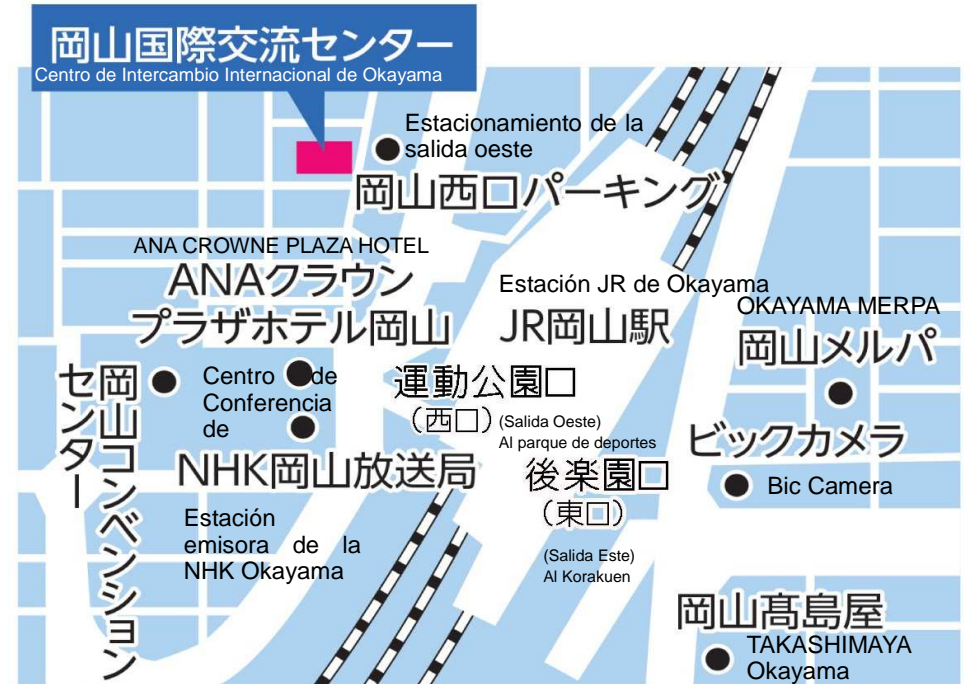 岡山国際交流センター
Centro de Intercambio Internacional de Okayama
Estacionamiento de la
salida oeste
岡山西口パーキング
ANA CROWNE PLAZA HOTEL
ANAクラウン
プラザホテル岡山
Estación JR de Okayama
JR岡山駅
OKAYAMA MERPA
岡山メルパ
岡山コンベンション
センター
Centro de
Conferencia
de
運動公園口
(西口)
(Salida Oeste)
Al parque de deportes
ビックカメラ
Bic Camera
NHK岡山放送局
Estación
emisora de la
NHK Okayama
後楽園口
(東口)
(Salida Este)
Al Korakuen
岡山髙島屋
TAKASHIMAYA
Okayama